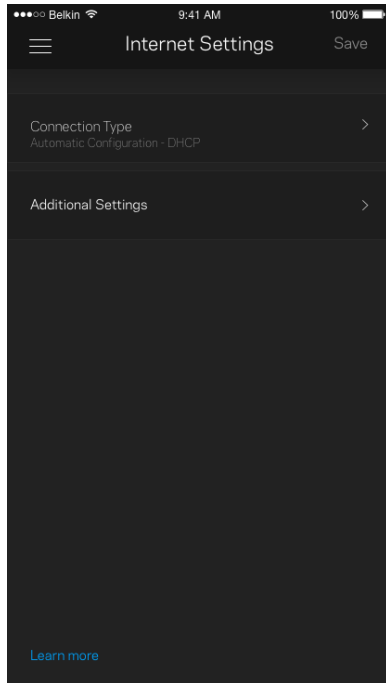 Belkin 9:41 AM 100%
Internet Settings Save
Connection Type
Automatic Configuration - DHCP
Additional Settings
Learn more